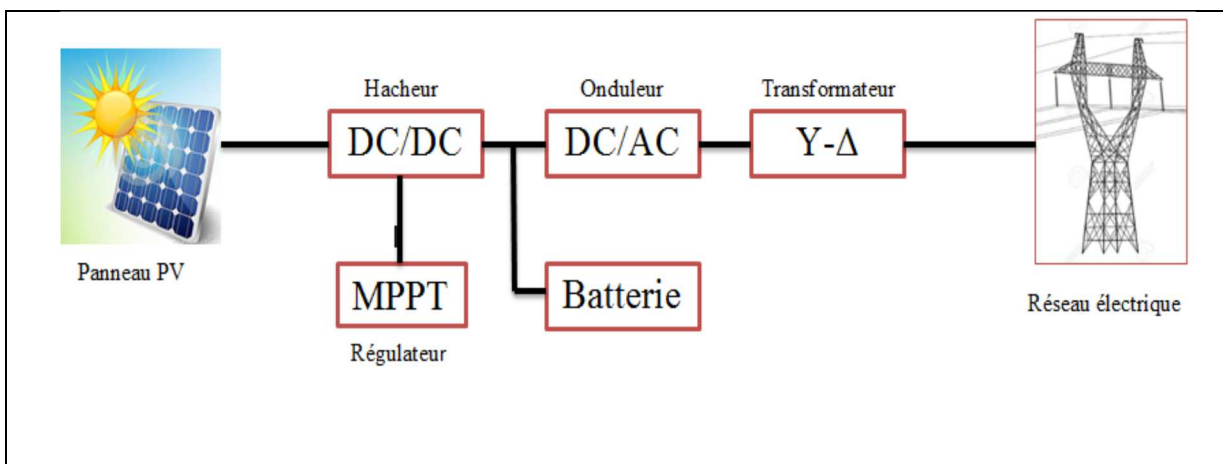 Hacheur
Onduleur
Transformateur
DC/DC
DC/AC
Y-Δ
Panneau PV
MPPT
Batterie
Régulateur
Réseau électrique